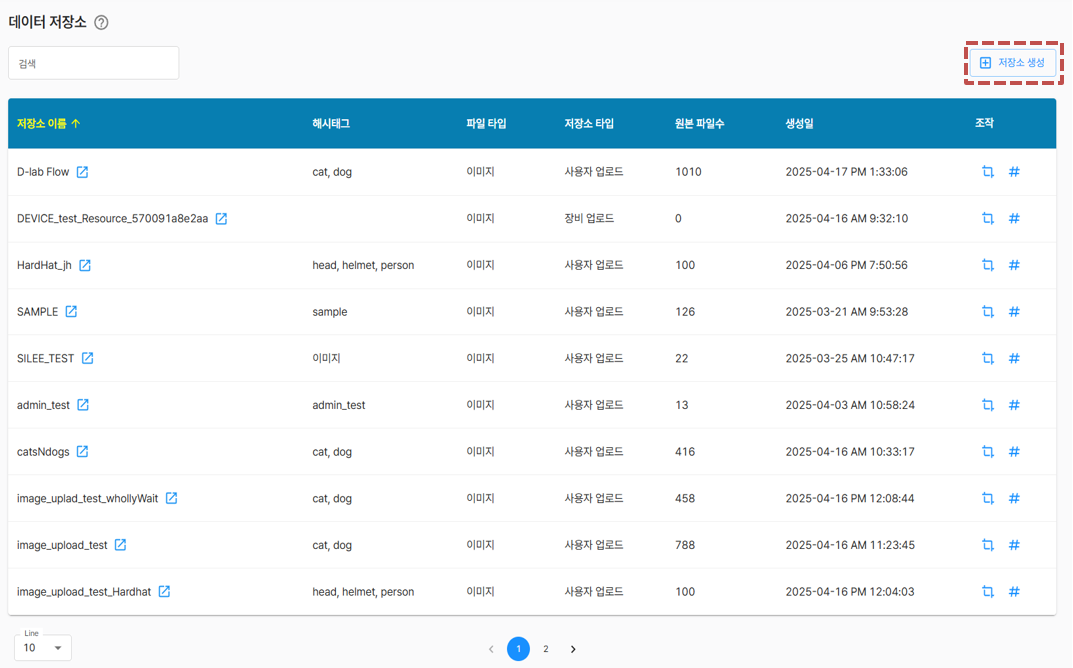 데이터 저장소
검색
저장소 생성
저장소 이름 해시태그 파일 타입 저장소 타입 원본 파일수 생성일 조작
D-lab Flow cat, dog 이미지 사용자 업로드 1010 2025-04-17 PM 1:33:06
DEVICE_test_Resource_570091a8e2aa 이미지 장비 업로드 0 2025-04-16 AM 9:32:10
HardHat_jh head, helmet, person 이미지 사용자 업로드 100 2025-04-06 PM 7:50:56
SAMPLE sample 이미지 사용자 업로드 126 2025-03-21 AM 9:53:28
SILEE_TEST 이미지 이미지 사용자 업로드 22 2025-03-25 AM 10:47:17
admin_test admin_test 이미지 사용자 업로드 13 2025-04-03 AM 10:58:24
catsNdogs cat, dog 이미지 사용자 업로드 416 2025-04-16 AM 10:33:17
image_uplad_test_whollyWait cat, dog 이미지 사용자 업로드 458 2025-04-16 PM 12:08:44
image_upload_test cat, dog 이미지 사용자 업로드 788 2025-04-16 AM 11:23:45
image_upload_test_Hardhat head, helmet, person 이미지 사용자 업로드 100 2025-04-16 PM 12:04:03
Line
10
1 2